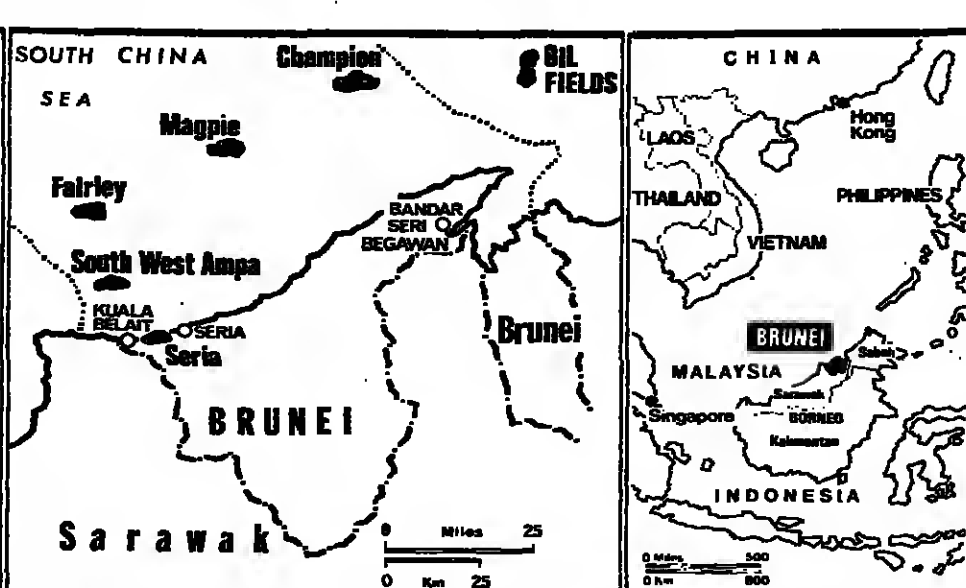 SOUTH CHINA
SEA
Champion
OIL
FIELDS
Magpie
Fairley
BANDAR
SERI
BEGAWAN
South West Ampa
KUALA
BELAIT
SERIA
Seria
Brunei
BRUNEI
Sarawak
0 Miles 25
0 Km 25
CHINA
Hong
Kong
LAOS
THAILAND
PHILIPPINES
VIETNAM
BRUNEI
MALAYSIA
Sabah
Sarawak
Singapore
BORNEO
Kalimantan
INDONESIA
0 Miles 500
0 Km 800